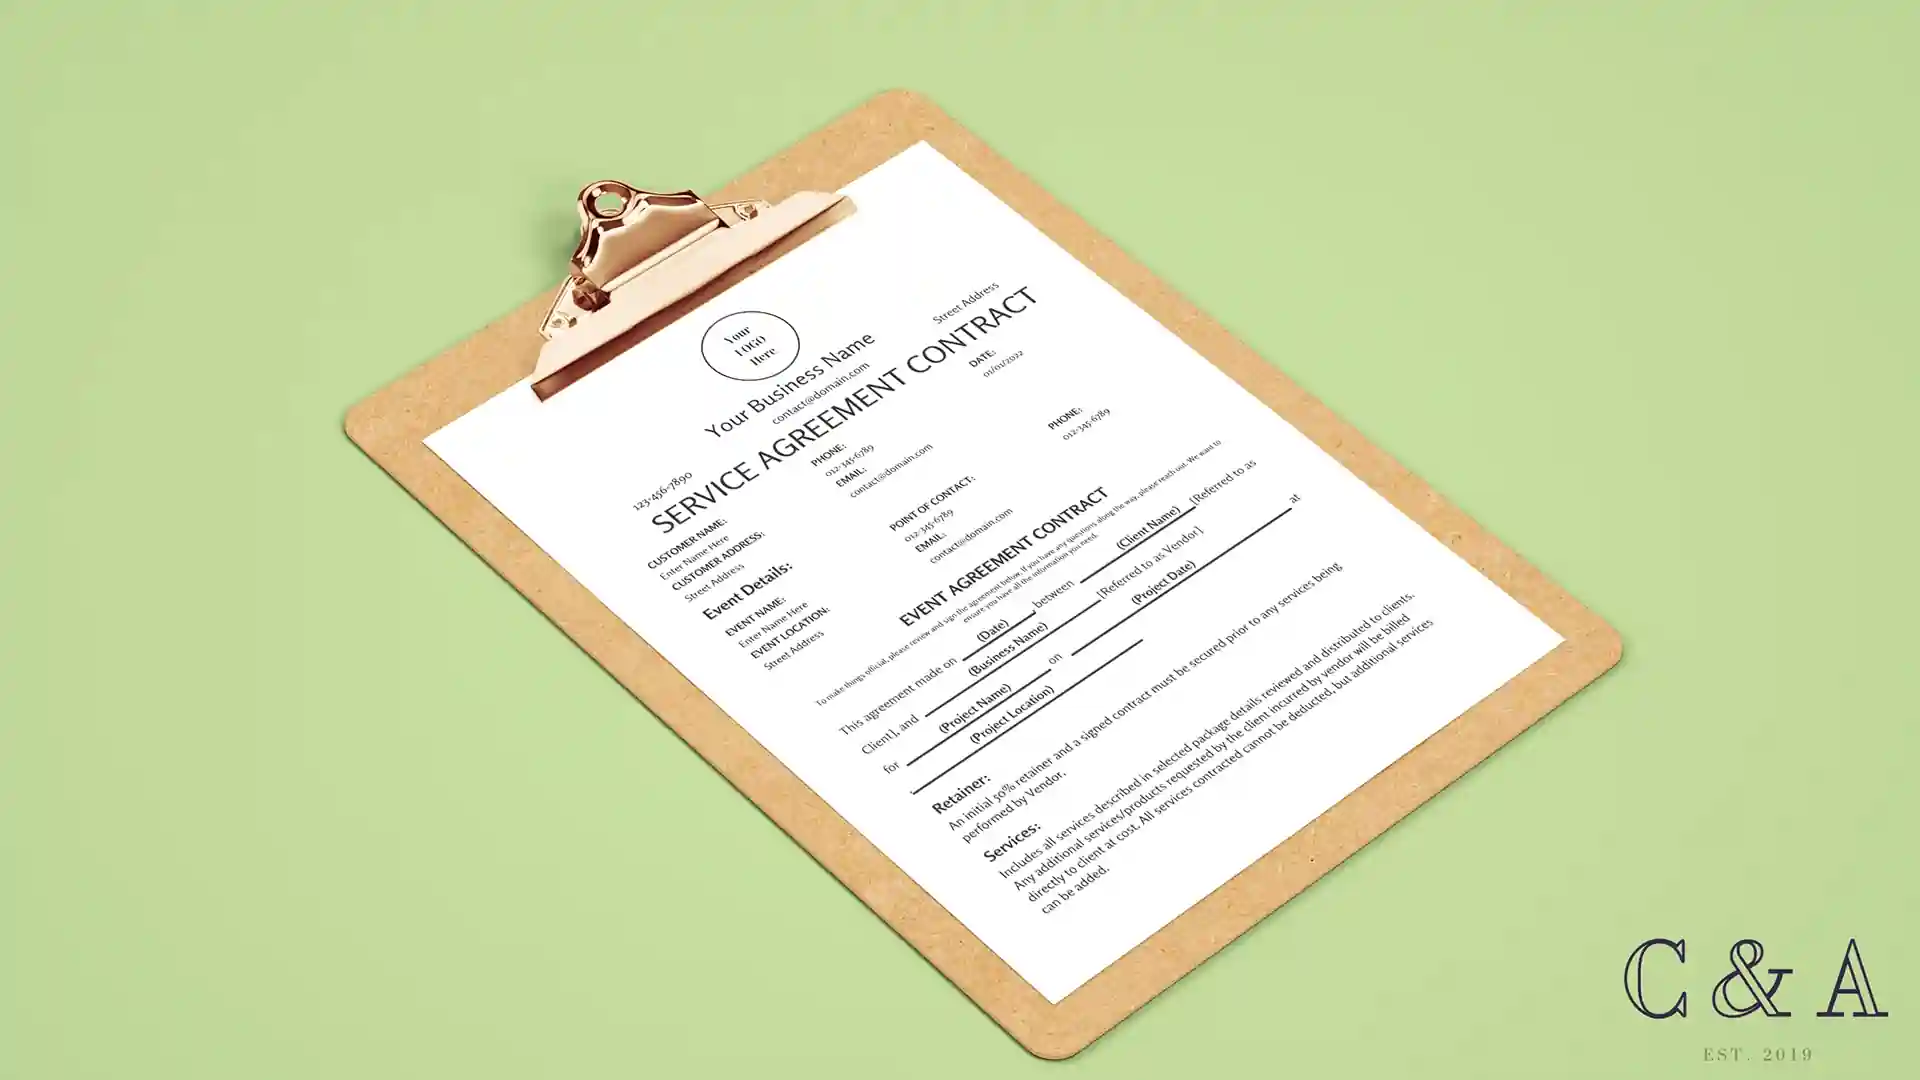 Your
LOGO
Here
Your Business Name
123-456-7890
contact@domain.com
Street Address
SERVICE AGREEMENT CONTRACT
CUSTOMER NAME:
Enter Name Here
CUSTOMER ADDRESS:
Street Address
PHONE:
012-345-6789
EMAIL:
contact@domain.com
DATE:
01/01/2022
Event Details:
EVENT NAME:
Enter Name Here
EVENT LOCATION:
Street Address
POINT OF CONTACT:
012-345-6789
EMAIL:
contact@domain.com
PHONE:
012-345-6789
EVENT AGREEMENT CONTRACT
To make things official, please review and sign the agreement below. If you have any questions along the way, please reach out. We want to
ensure you have all the information you need.
This agreement made on between [Referred to as
(Date) (Client Name)
Client], and [Referred to as Vendor]
(Business Name)
for on at
(Project Name) (Project Date)
(Project Location)
Retainer:
An initial 50% retainer and a signed contract must be secured prior to any services being
performed by Vendor.
Services:
Includes all services described in selected package details reviewed and distributed to clients.
Any additional services/products requested by the client incurred by vendor will be billed
directly to client at cost. All services contracted cannot be deducted, but additional services
can be added.
C & A
EST. 2019